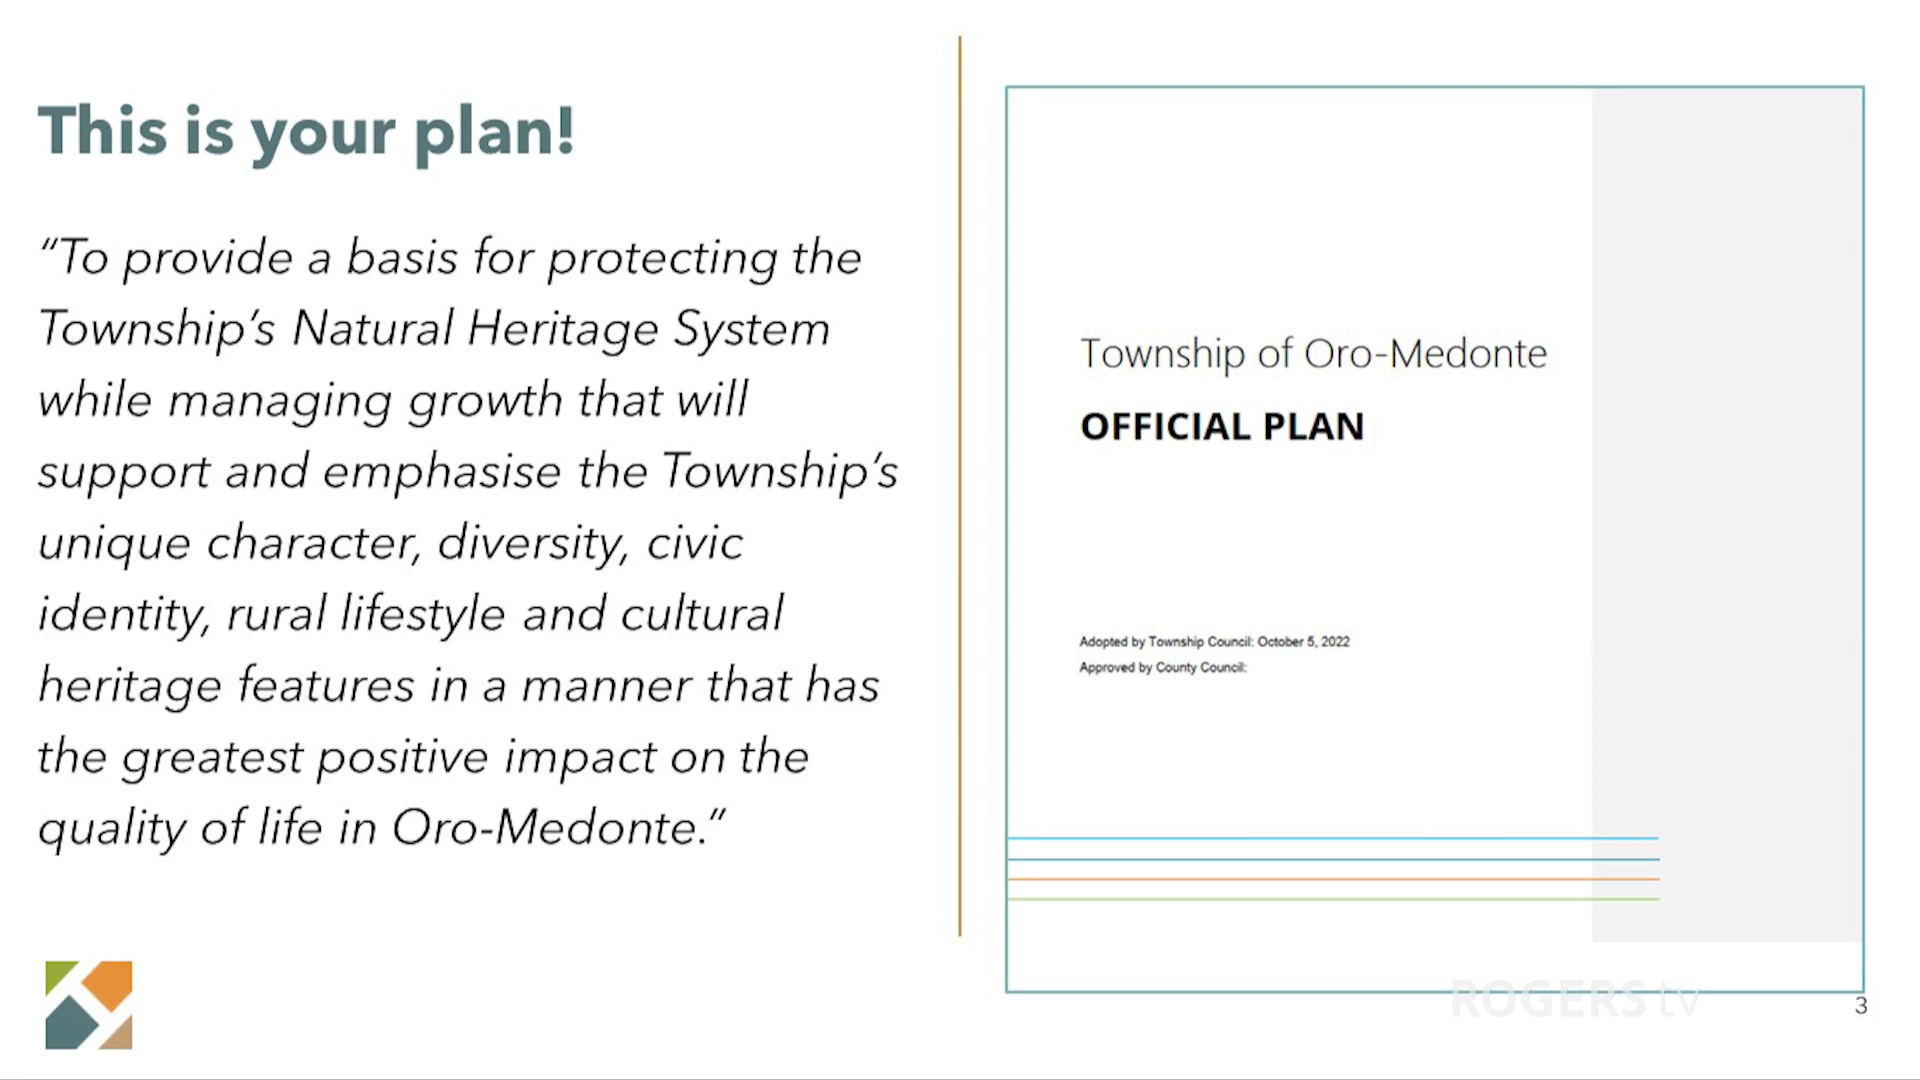 This is your plan!
“To provide a basis for protecting the
Township’s Natural Heritage System
while managing growth that will
support and emphasise the Township’s
unique character, diversity, civic
identity, rural lifestyle and cultural
heritage features in a manner that has
the greatest positive impact on the
quality of life in Oro-Medonte.”
Township of Oro-Medonte
OFFICIAL PLAN
Adopted by Township Council: October 5, 2022
Approved by County Council:
ROGERS tv
3